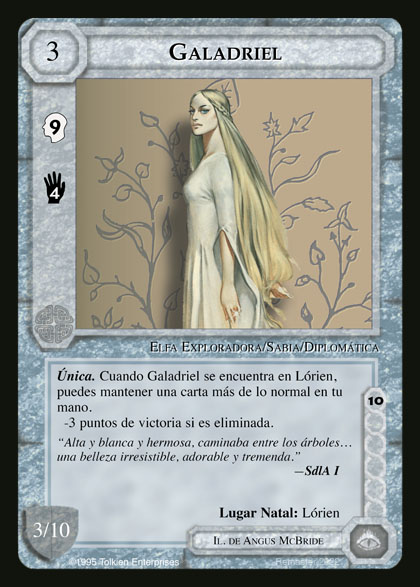 3
GALADRIEL
9
4
ELFA EXPLORADORA/SABIA/DIPLOMÁTICA
Única. Cuando Galadriel se encuentra en Lórien,
puedes mantener una carta más de lo normal en tu
mano.
-3 puntos de victoria si es eliminada.
“Alta y blanca y hermosa, caminaba entre los árboles…
una belleza irresistible, adorable y tremenda.”
—SdlA I
10
Lugar Natal: Lórien
3/10
IL. DE ANGUS MCBRIDE
©1995 Tolkien Enterprises